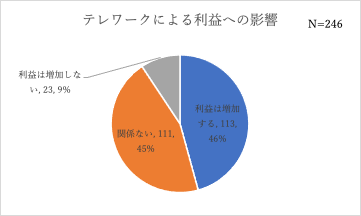 テレワークによる利益への影響
N=246
利益は増加しな
い, 23, 9%
利益は増加
する, 113,
46%
関係ない, 111,
45%